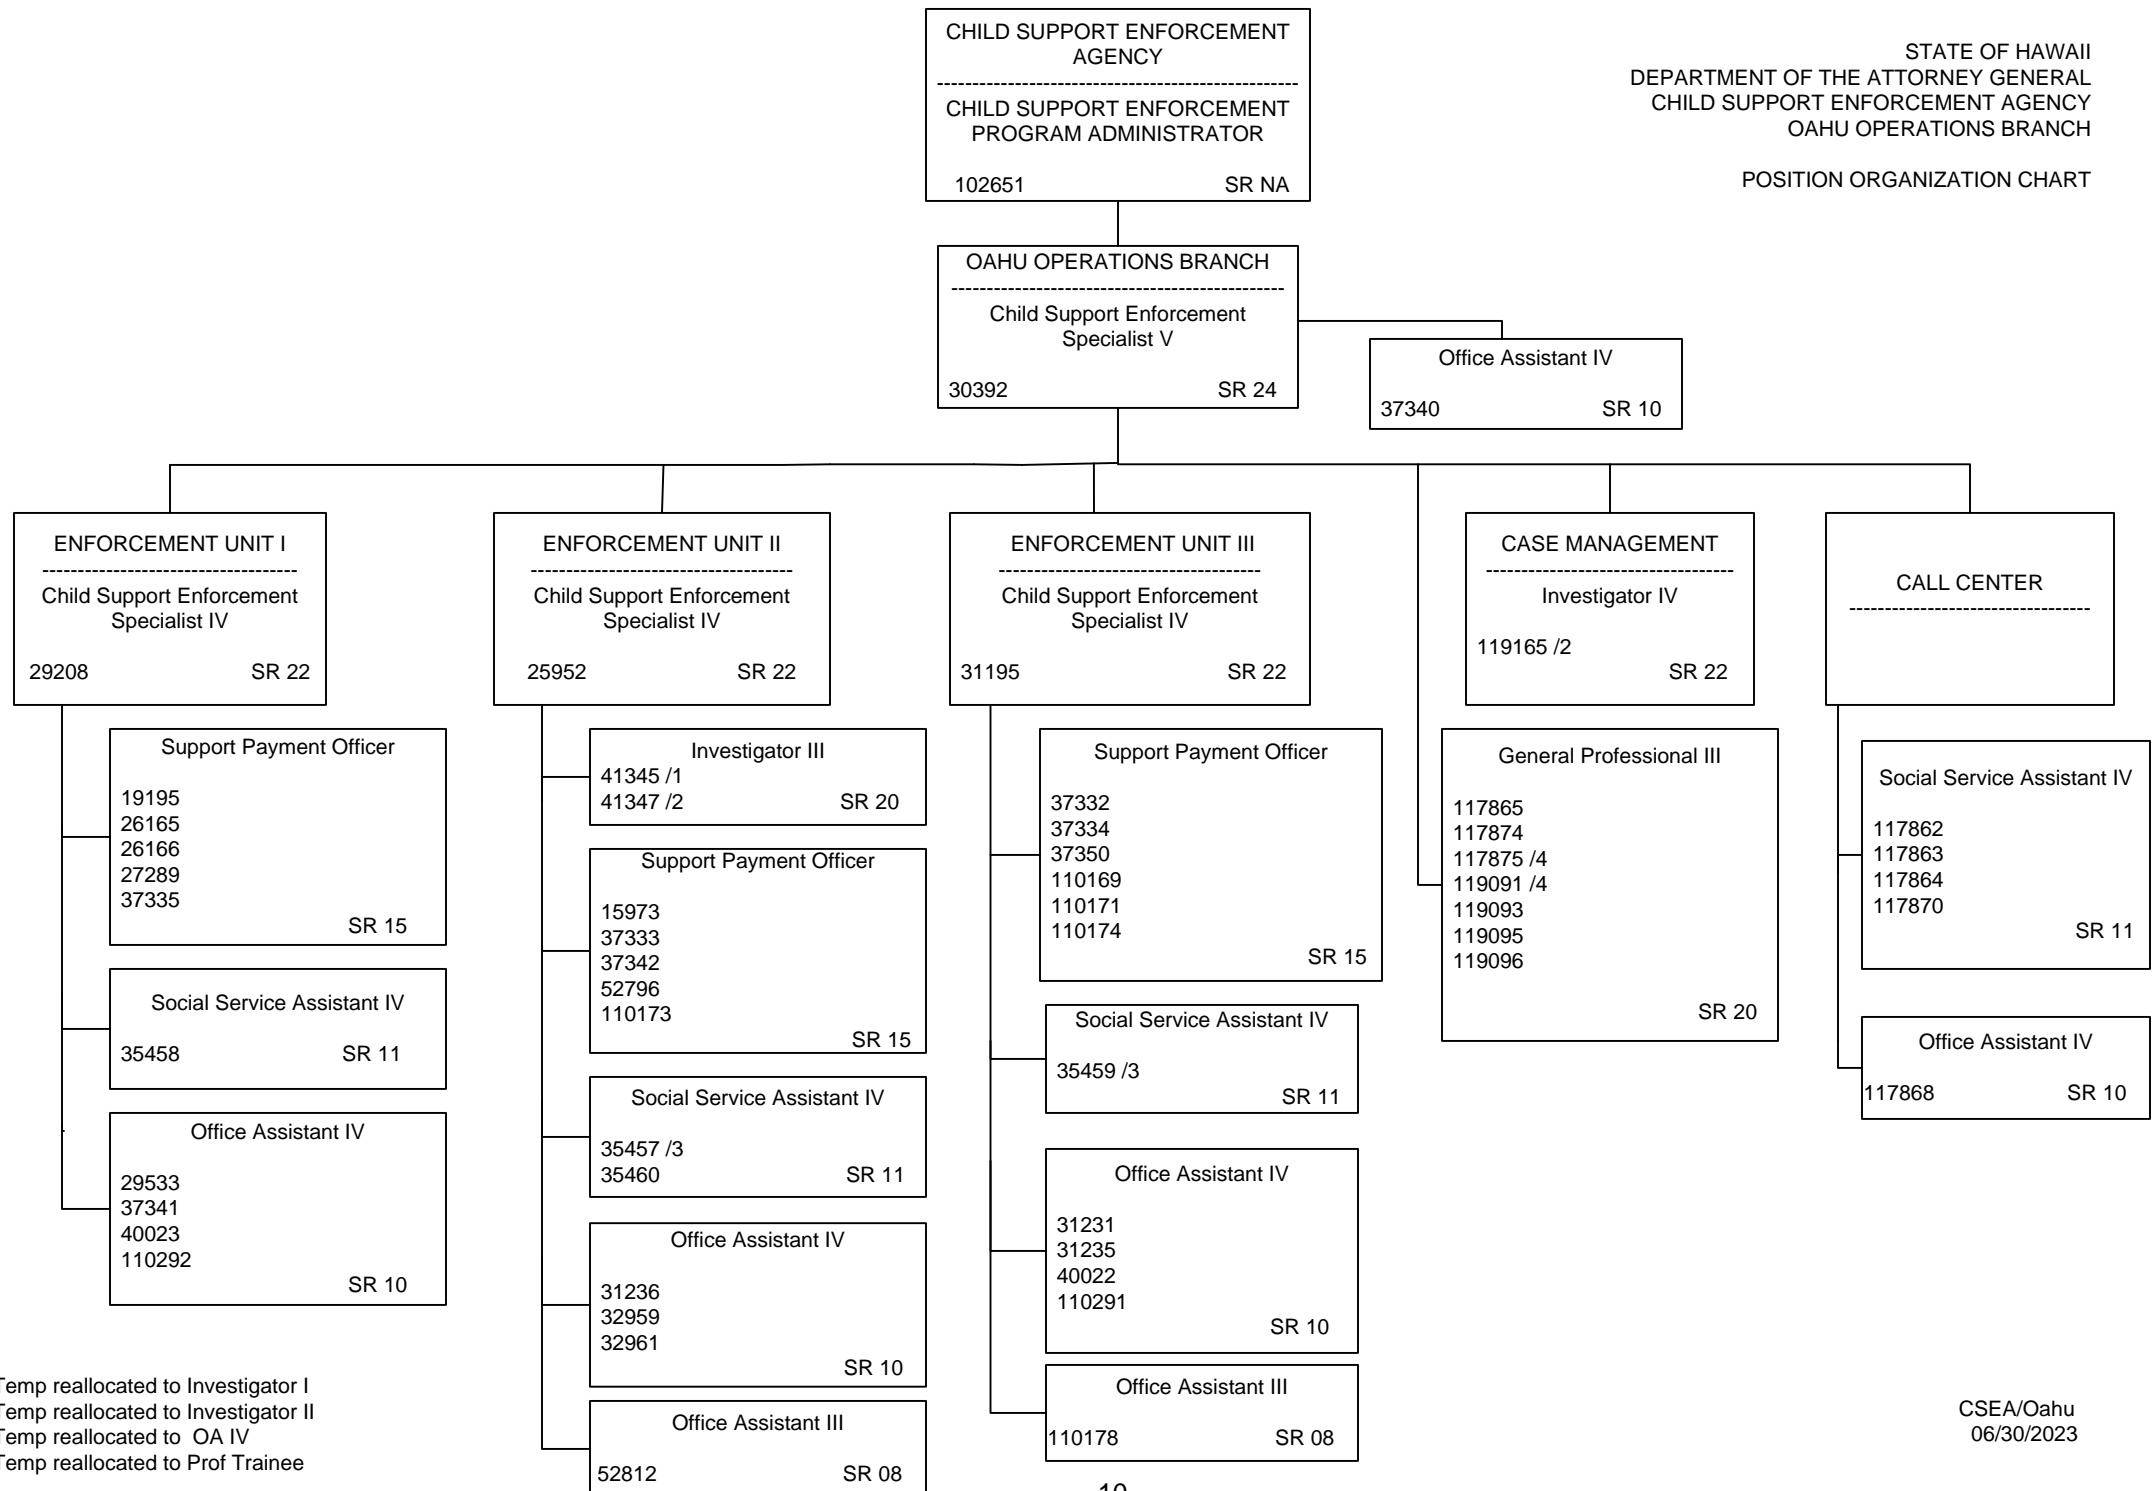 CHILD SUPPORT ENFORCEMENT
AGENCY
CHILD SUPPORT ENFORCEMENT
PROGRAM ADMINISTRATOR
102651 SR NA
STATE OF HAWAII
DEPARTMENT OF THE ATTORNEY GENERAL
CHILD SUPPORT ENFORCEMENT AGENCY
OAHU OPERATIONS BRANCH
POSITION ORGANIZATION CHART
OAHU OPERATIONS BRANCH
Child Support Enforcement
Specialist V
30392 SR 24
Office Assistant IV
37340 SR 10
ENFORCEMENT UNIT I
Child Support Enforcement
Specialist IV
29208 SR 22
Support Payment Officer
19195
26165
26166
27289
37335
SR 15
Social Service Assistant IV
35458 SR 11
Office Assistant IV
29533
37341
40023
110292
SR 10
ENFORCEMENT UNIT II
Child Support Enforcement
Specialist IV
25952 SR 22
Investigator III
41345 /1
41347 /2 SR 20
Support Payment Officer
15973
37333
37342
52796
110173
SR 15
Social Service Assistant IV
35457 /3
35460 SR 11
Office Assistant IV
31236
32959
32961
SR 10
Office Assistant III
52812 SR 08
ENFORCEMENT UNIT III
Child Support Enforcement
Specialist IV
31195 SR 22
Support Payment Officer
37332
37334
37350
110169
110171
110174
SR 15
Social Service Assistant IV
35459 /3
SR 11
Office Assistant IV
31231
31235
40022
110291
SR 10
Office Assistant III
110178 SR 08
CASE MANAGEMENT
Investigator IV
119165 /2
SR 22
General Professional III
117865
117874
117875 /4
119091 /4
119093
119095
119096
SR 20
CALL CENTER
Social Service Assistant IV
117862
117863
117864
117870
SR 11
Office Assistant IV
117868 SR 10
Temp reallocated to Investigator I
Temp reallocated to Investigator II
Temp reallocated to OA IV
Temp reallocated to Prof Trainee
CSEA/Oahu
06/30/2023
10